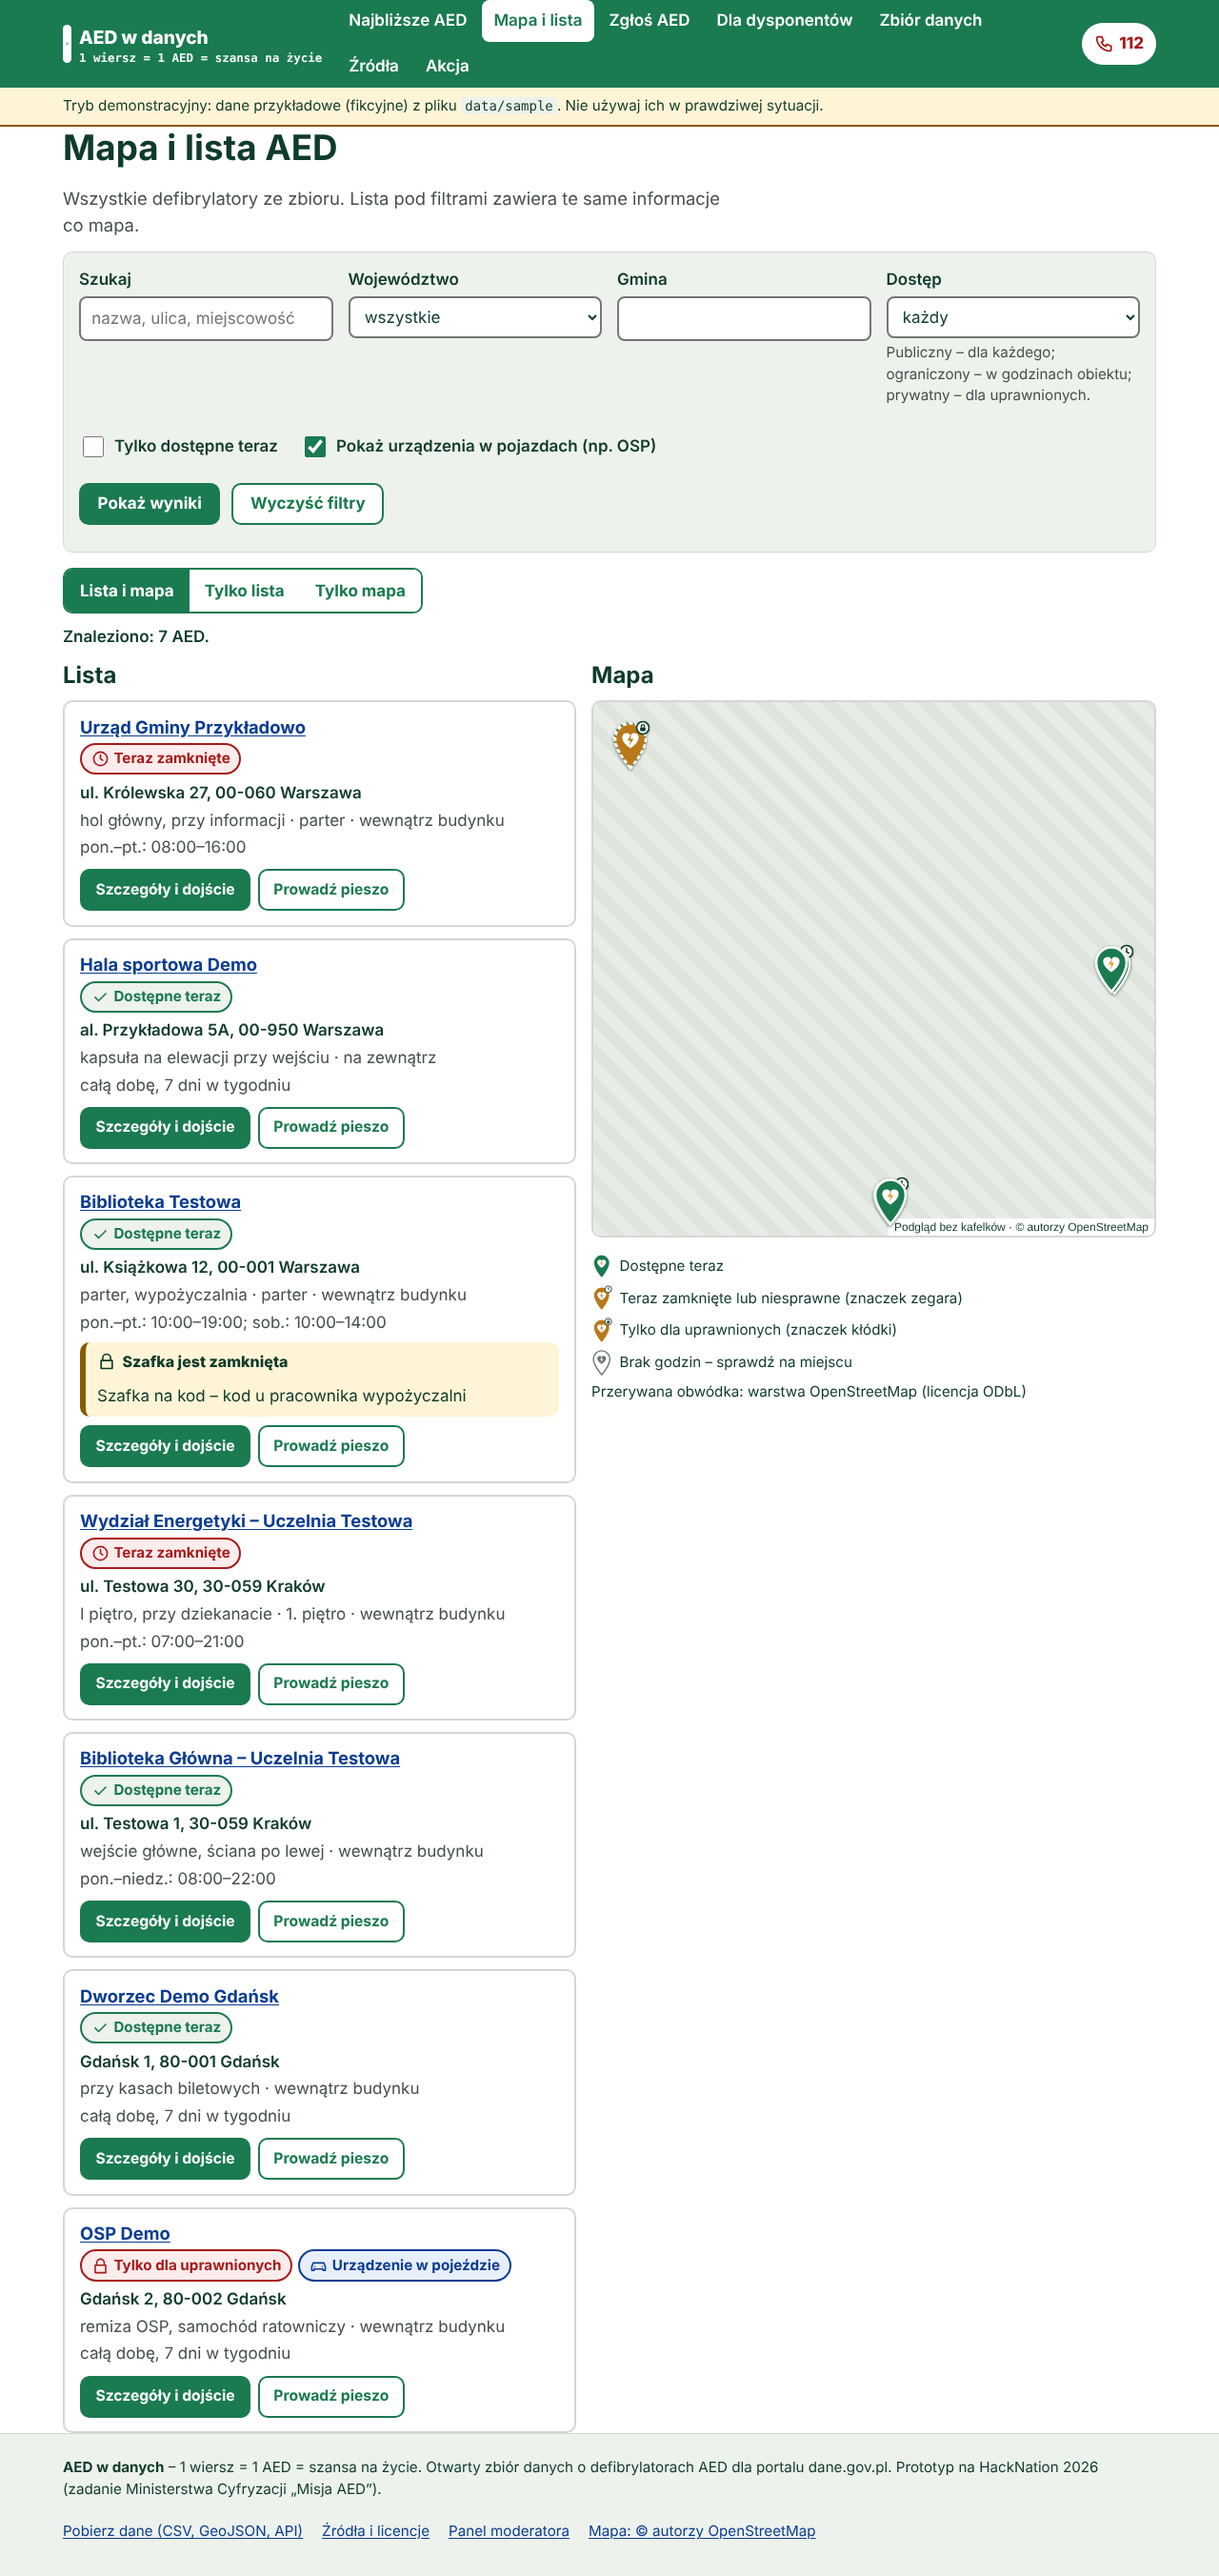 AED w danych
1 wiersz = 1 AED = szansa na życie
Najbliższe AED
Mapa i lista
Zgłoś AED
Dla dysponentów
Zbiór danych
Źródła
Akcja
112
Tryb demonstracyjny: dane przykładowe (fikcyjne) z pliku data/sample. Nie używaj ich w prawdziwej sytuacji.
Mapa i lista AED
Wszystkie defibrylatory ze zbioru. Lista pod filtrami zawiera te same informacje
co mapa.
Szukaj
nazwa, ulica, miejscowość
Województwo
wszystkie
Gmina
Dostęp
każdy
Publiczny – dla każdego;
ograniczony – w godzinach obiektu;
prywatny – dla uprawnionych.
Tylko dostępne teraz
Pokaż urządzenia w pojazdach (np. OSP)
Pokaż wyniki
Wyczyść filtry
Lista i mapa
Tylko lista
Tylko mapa
Znaleziono: 7 AED.
Lista
Urząd Gminy Przykładowo
Teraz zamknięte
ul. Królewska 27, 00-060 Warszawa
hol główny, przy informacji · parter · wewnątrz budynku
pon.–pt.: 08:00–16:00
Szczegóły i dojście
Prowadź pieszo
Hala sportowa Demo
Dostępne teraz
al. Przykładowa 5A, 00-950 Warszawa
kapsuła na elewacji przy wejściu · na zewnątrz
całą dobę, 7 dni w tygodniu
Szczegóły i dojście
Prowadź pieszo
Biblioteka Testowa
Dostępne teraz
ul. Książkowa 12, 00-001 Warszawa
parter, wypożyczalnia · parter · wewnątrz budynku
pon.–pt.: 10:00–19:00; sob.: 10:00–14:00
Szafka jest zamknięta
Szafka na kod – kod u pracownika wypożyczalni
Szczegóły i dojście
Prowadź pieszo
Wydział Energetyki – Uczelnia Testowa
Teraz zamknięte
ul. Testowa 30, 30-059 Kraków
I piętro, przy dziekanacie · 1. piętro · wewnątrz budynku
pon.–pt.: 07:00–21:00
Szczegóły i dojście
Prowadź pieszo
Biblioteka Główna – Uczelnia Testowa
Dostępne teraz
ul. Testowa 1, 30-059 Kraków
wejście główne, ściana po lewej · wewnątrz budynku
pon.–niedz.: 08:00–22:00
Szczegóły i dojście
Prowadź pieszo
Dworzec Demo Gdańsk
Dostępne teraz
Gdańsk 1, 80-001 Gdańsk
przy kasach biletowych · wewnątrz budynku
całą dobę, 7 dni w tygodniu
Szczegóły i dojście
Prowadź pieszo
OSP Demo
Tylko dla uprawnionych
Urządzenie w pojeździe
Gdańsk 2, 80-002 Gdańsk
remiza OSP, samochód ratowniczy · wewnątrz budynku
całą dobę, 7 dni w tygodniu
Szczegóły i dojście
Prowadź pieszo
Mapa
Podgląd bez kafelków · © autorzy OpenStreetMap
Dostępne teraz
Teraz zamknięte lub niesprawne (znaczek zegara)
Tylko dla uprawnionych (znaczek kłódki)
Brak godzin – sprawdź na miejscu
Przerywana obwódka: warstwa OpenStreetMap (licencja ODbL)
AED w danych – 1 wiersz = 1 AED = szansa na życie. Otwarty zbiór danych o defibrylatorach AED dla portalu dane.gov.pl. Prototyp na HackNation 2026
(zadanie Ministerstwa Cyfryzacji „Misja AED”).
Pobierz dane (CSV, GeoJSON, API)
Źródła i licencje
Panel moderatora
Mapa: © autorzy OpenStreetMap